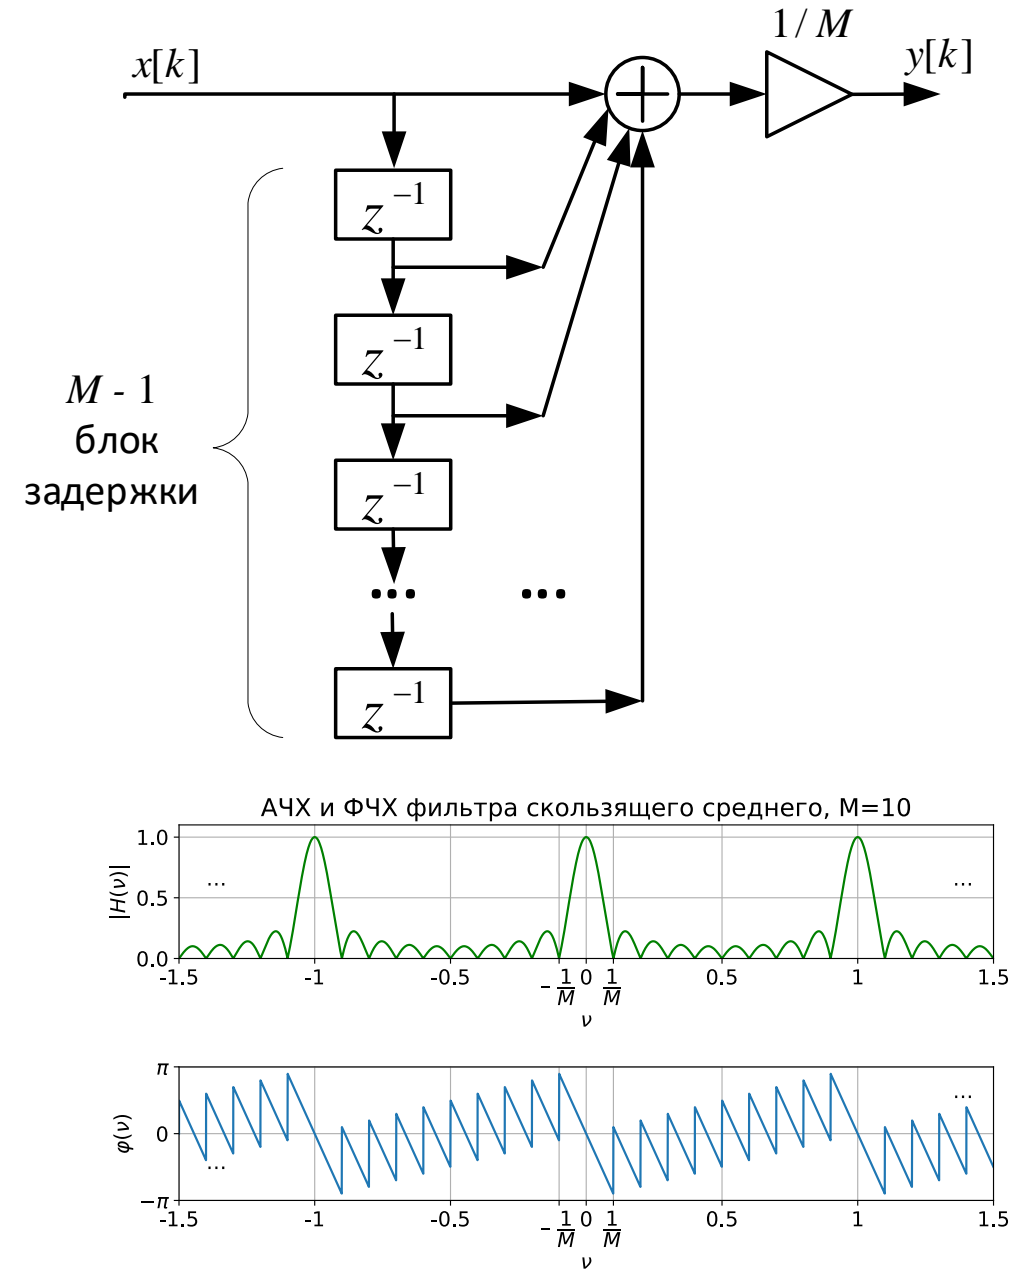 1 / M
x[k]
y[k]
z⁻¹
z⁻¹
M - 1
блок
задержки
z⁻¹
... ...
z⁻¹
АЧХ и ФЧХ фильтра скользящего среднего, M=10
|H(ν)|
1.0
0.5
0.0
... ...
-1.5 -1 -0.5 -1/M 0 1/M 0.5 1 1.5
ν
φ(ν)
π
0
−π
... ...
-1.5 -1 -0.5 -1/M 0 1/M 0.5 1 1.5
ν